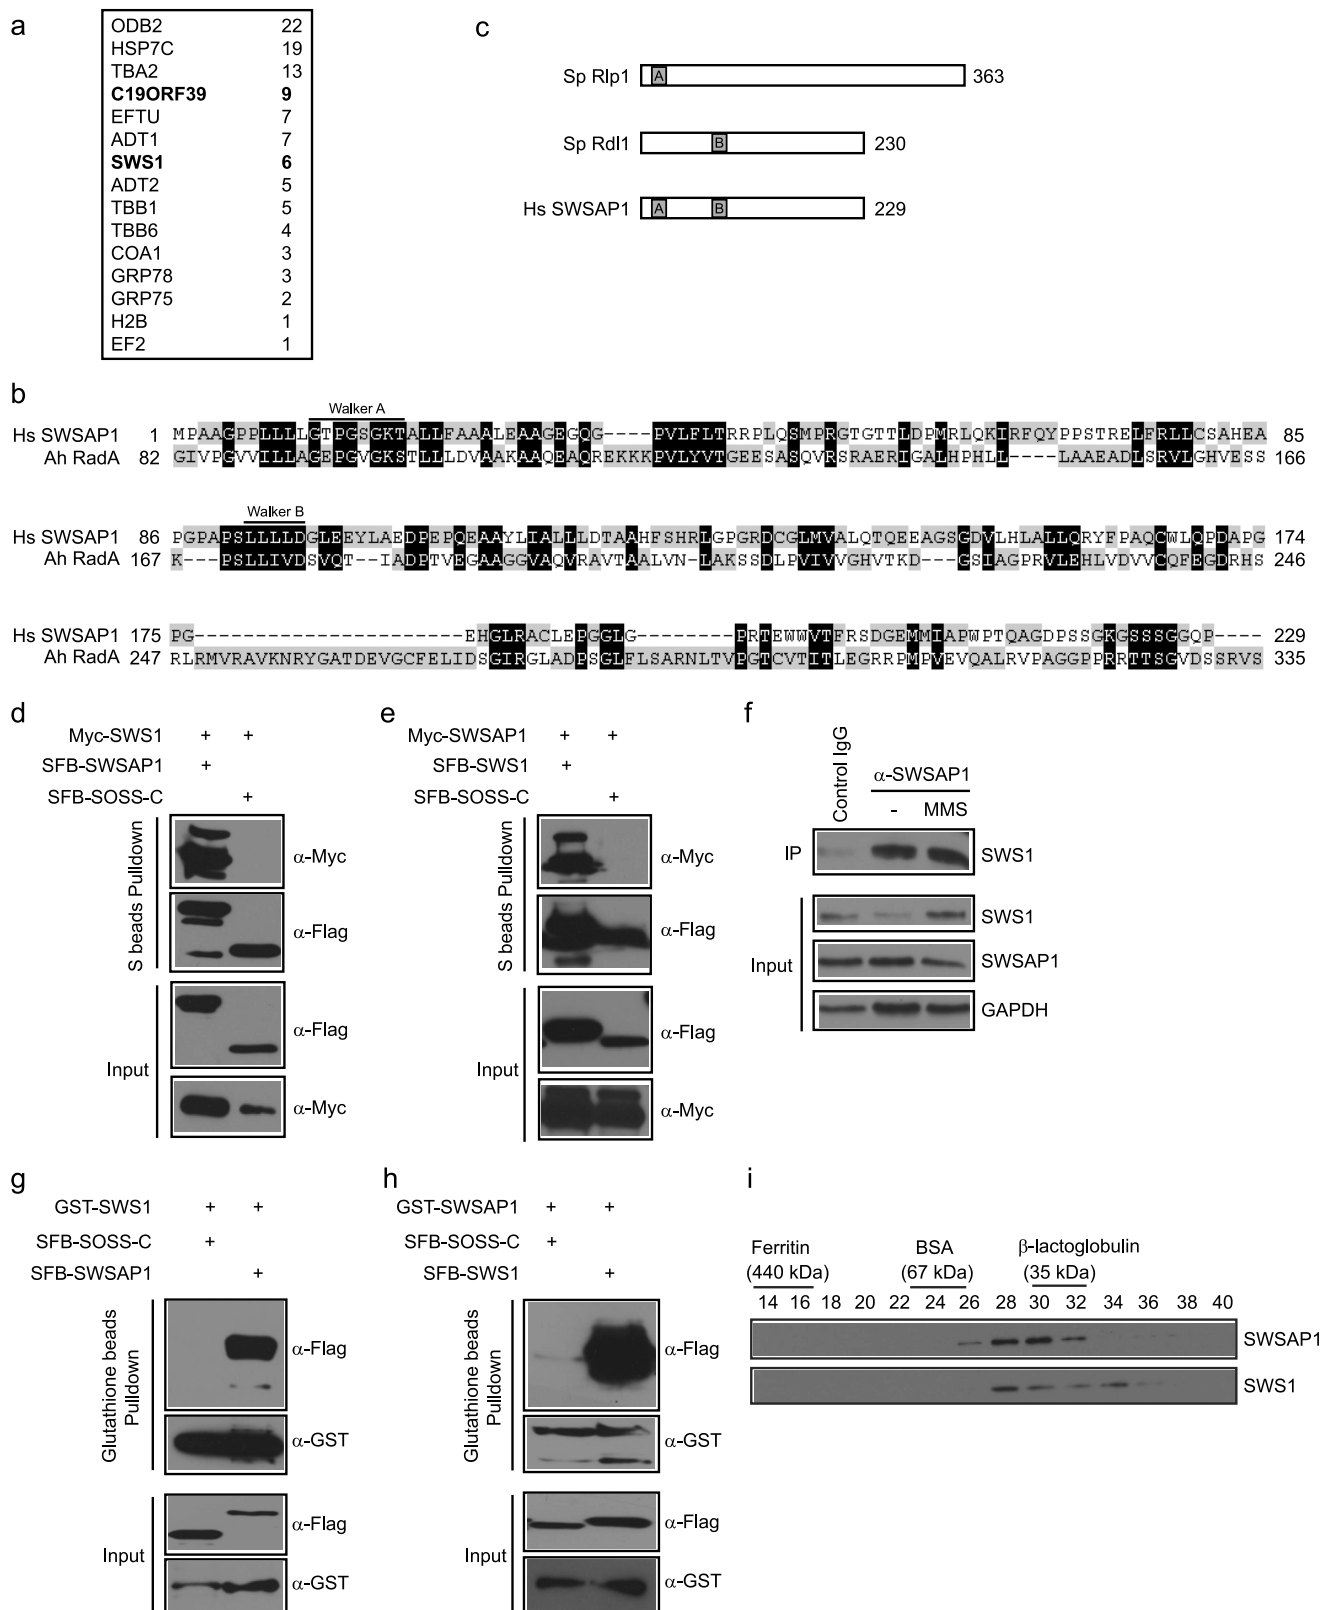 a
ODB2 22
HSP7C 19
TBA2 13
C19ORF39 9
EFTU 7
ADT1 7
SWS1 6
ADT2 5
TBB1 5
TBB6 4
COA1 3
GRP78 3
GRP75 2
H2B 1
EF2 1
c
Sp Rlp1 A 363
Sp Rdl1 B 230
Hs SWSAP1 A B 229
b
Walker A
Hs SWSAP1 1 MPAAGPPLLLLGTPGSGKTALLFAAALEAAGEGQG----PVLFLTRRPLQSMPRGTGTTLDPMRLQKIRFQYPPSTRELFRLLCSAHEA 85
Ah RadA 82 GIVPGVVILLAGEPGVGKSTLLLDVAAKAAQEAQREKKKPVLYVTGEESASQVRSRAERIGALHPHLL----LAAEADLSRVLGHVESS 166
Walker B
Hs SWSAP1 86 PGPAPSLLLLDGLEEYLAEDPEPQEAAYLIALLLDTAAHFSHRLGPGRDCGLMVALQTQEEAGSGDVLHLALLQRYFPAQCWLQPDAPG 174
Ah RadA 167 K---PSLLIVDSVQT--IADPTVEGAAGGVAQVRAVTAALVNLAKSSDLPVIVVGHVTKD---GSIAGPRVLEHLVDVVCQFEGDRHS 246
Hs SWSAP1 175 PG----------------------EHGLRACLEPGGLG--------PRTEWWVTFRSDGEMMIAPWPTQAGDPSSGKGSSSGGQP---- 229
Ah RadA 247 RLRMVRAVKNRYGATDEVGCFELIDSGIRGLADPSGLFLSARNLTVPGTCVTITLEGRRPMPVEVQALRVPAGGPPRRTTSGVDSSRVS 335
d
Myc-SWS1 + +
SFB-SWSAP1 +
SFB-SOSS-C +
S beads Pulldown
α-Myc
α-Flag
Input
α-Flag
α-Myc
e
Myc-SWSAP1 + +
SFB-SWS1 +
SFB-SOSS-C +
S beads Pulldown
α-Myc
α-Flag
Input
α-Flag
α-Myc
f
Control IgG
α-SWSAP1
- MMS
IP SWS1
Input
SWS1
SWSAP1
GAPDH
g
GST-SWS1 + +
SFB-SOSS-C +
SFB-SWSAP1 +
Glutathione beads
Pulldown
α-Flag
α-GST
Input
α-Flag
α-GST
h
GST-SWSAP1 + +
SFB-SOSS-C +
SFB-SWS1 +
Glutathione beads
Pulldown
α-Flag
α-GST
Input
α-Flag
α-GST
i
Ferritin BSA β-lactoglobulin
(440 kDa) (67 kDa) (35 kDa)
14 16 18 20 22 24 26 28 30 32 34 36 38 40
SWSAP1
SWS1